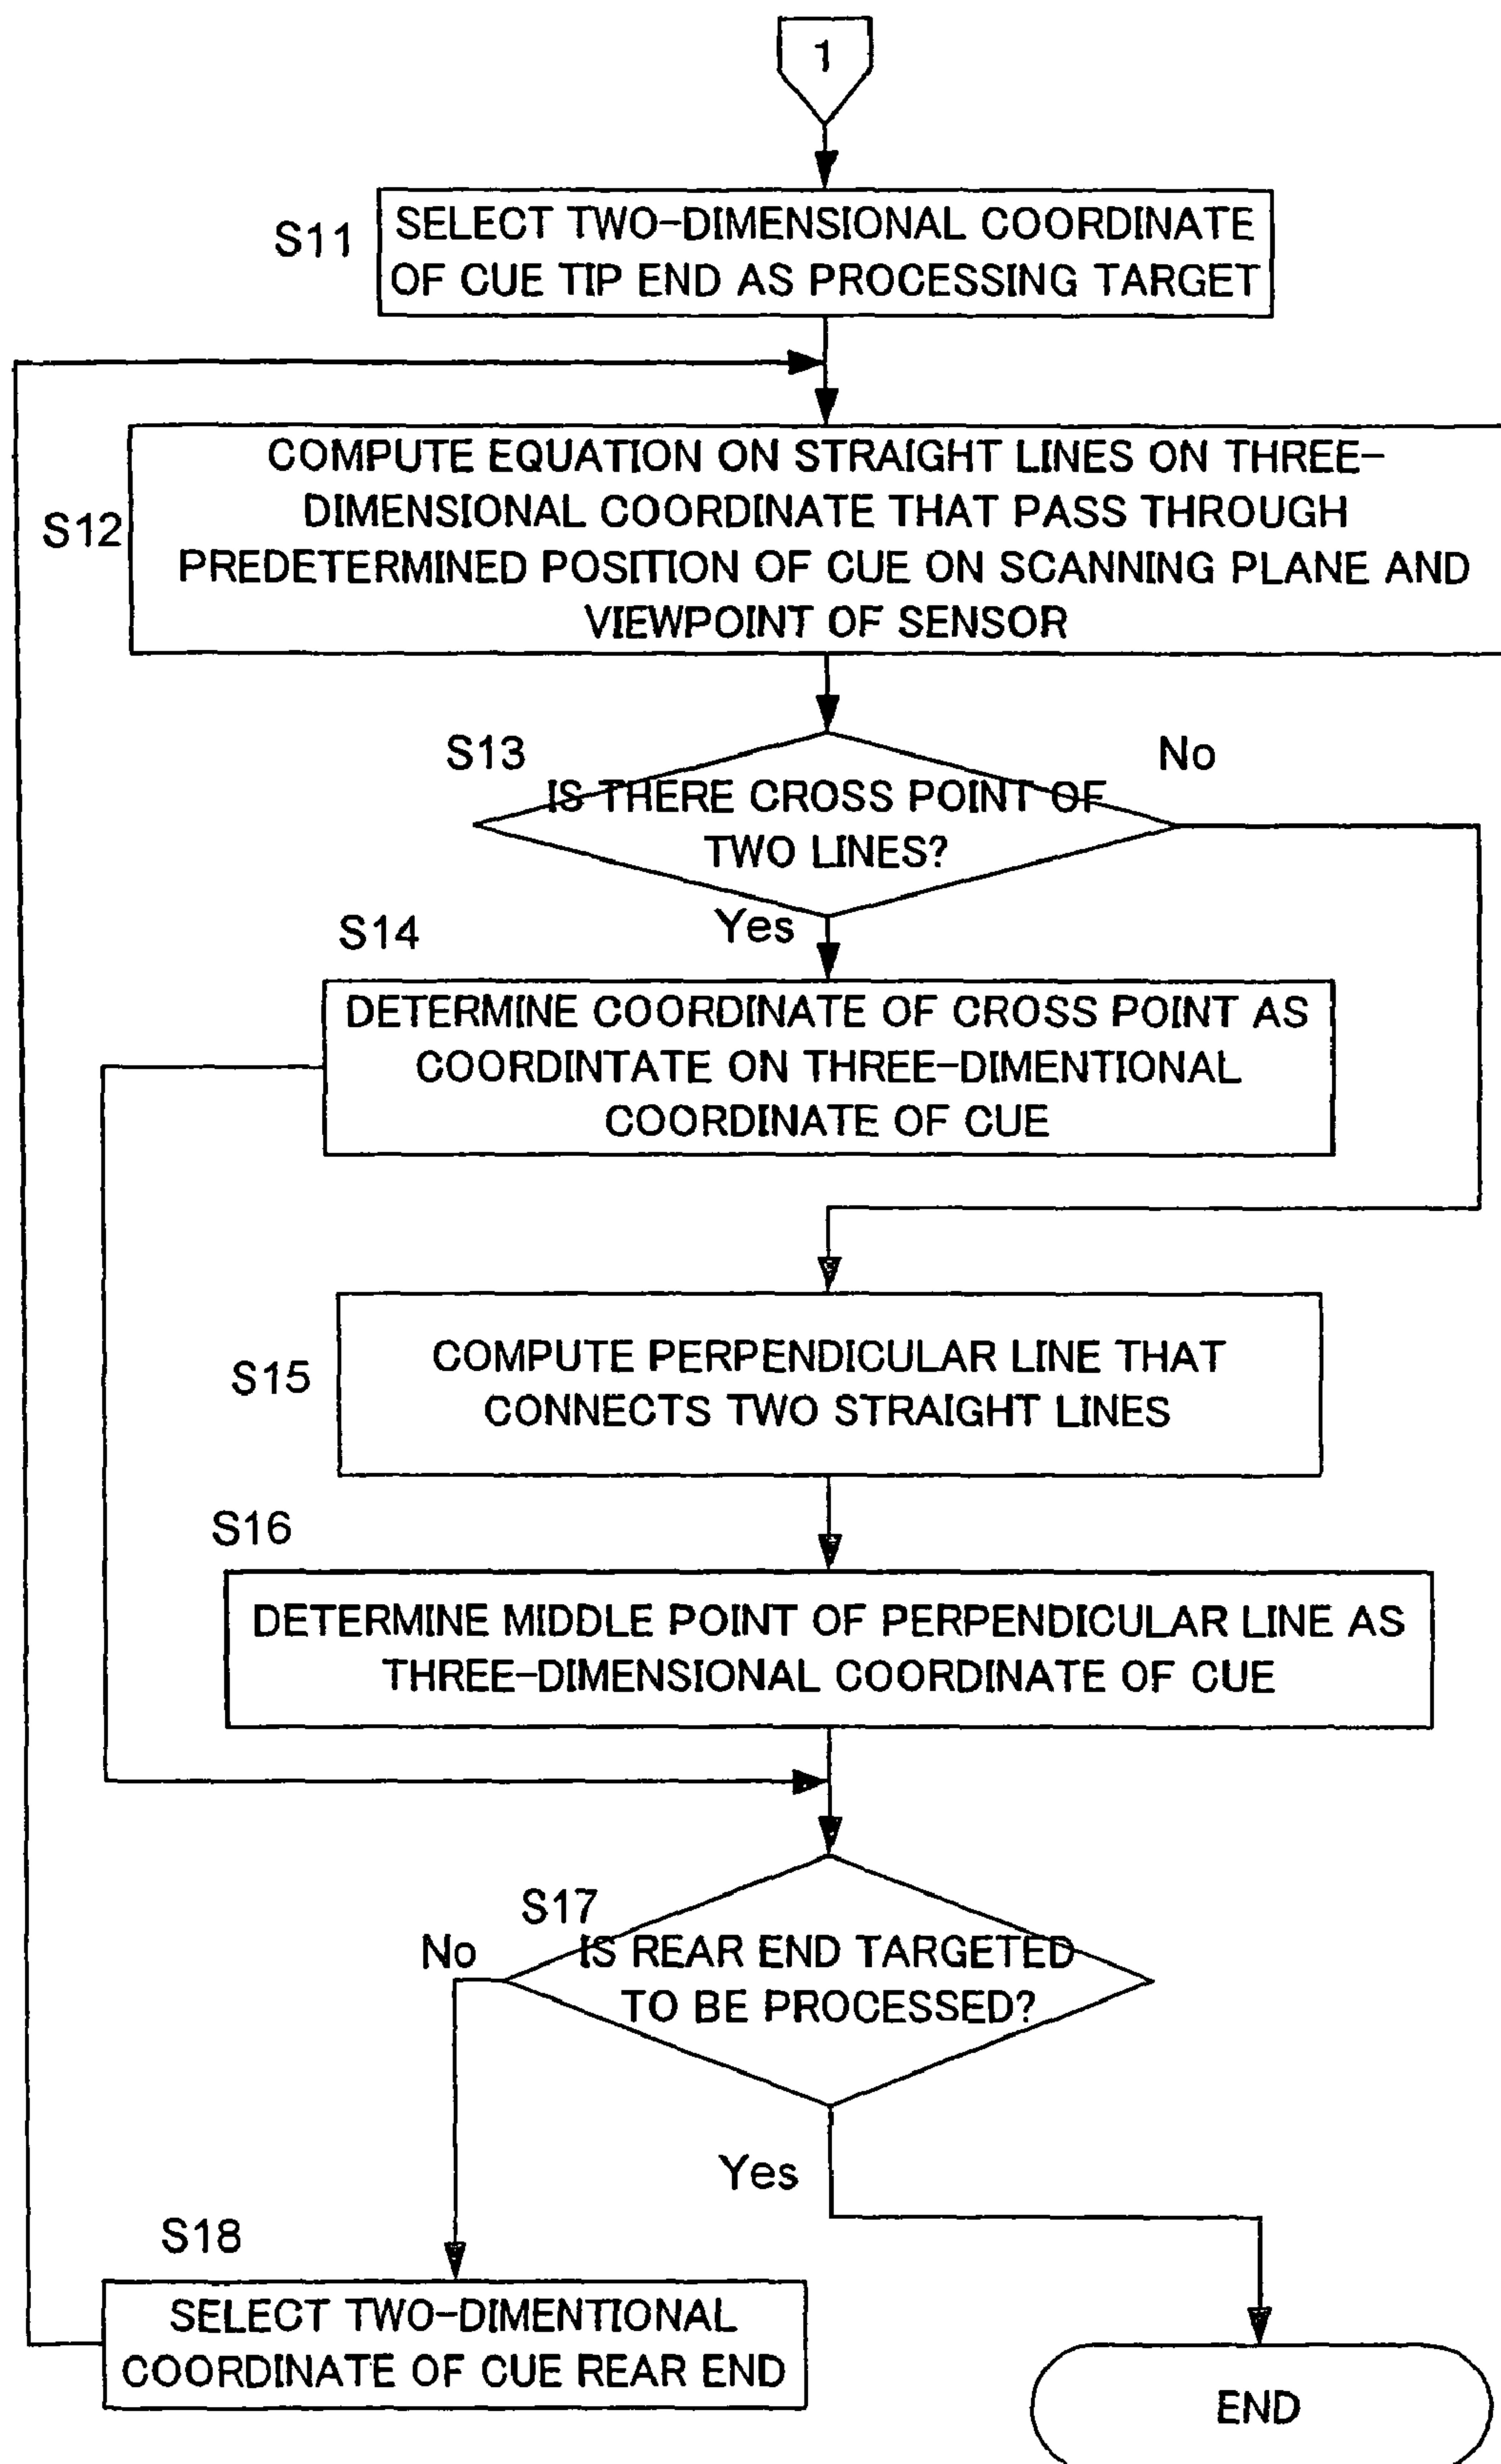 1
S11
SELECT TWO-DIMENSIONAL COORDINATE
OF CUE TIP END AS PROCESSING TARGET
S12
COMPUTE EQUATION ON STRAIGHT LINES ON THREE-
DIMENSIONAL COORDINATE THAT PASS THROUGH
PREDETERMINED POSITION OF CUE ON SCANNING PLANE AND
VIEWPOINT OF SENSOR
S13
No
IS THERE CROSS POINT OF
TWO LINES?
Yes
S14
DETERMINE COORDINATE OF CROSS POINT AS
COORDINTATE ON THREE-DIMENTIONAL
COORDINATE OF CUE
S15
COMPUTE PERPENDICULAR LINE THAT
CONNECTS TWO STRAIGHT LINES
S16
DETERMINE MIDDLE POINT OF PERPENDICULAR LINE AS
THREE-DIMENSIONAL COORDINATE OF CUE
S17
No
IS REAR END TARGETED
TO BE PROCESSED?
Yes
S18
SELECT TWO-DIMENTIONAL
COORDINATE OF CUE REAR END
END